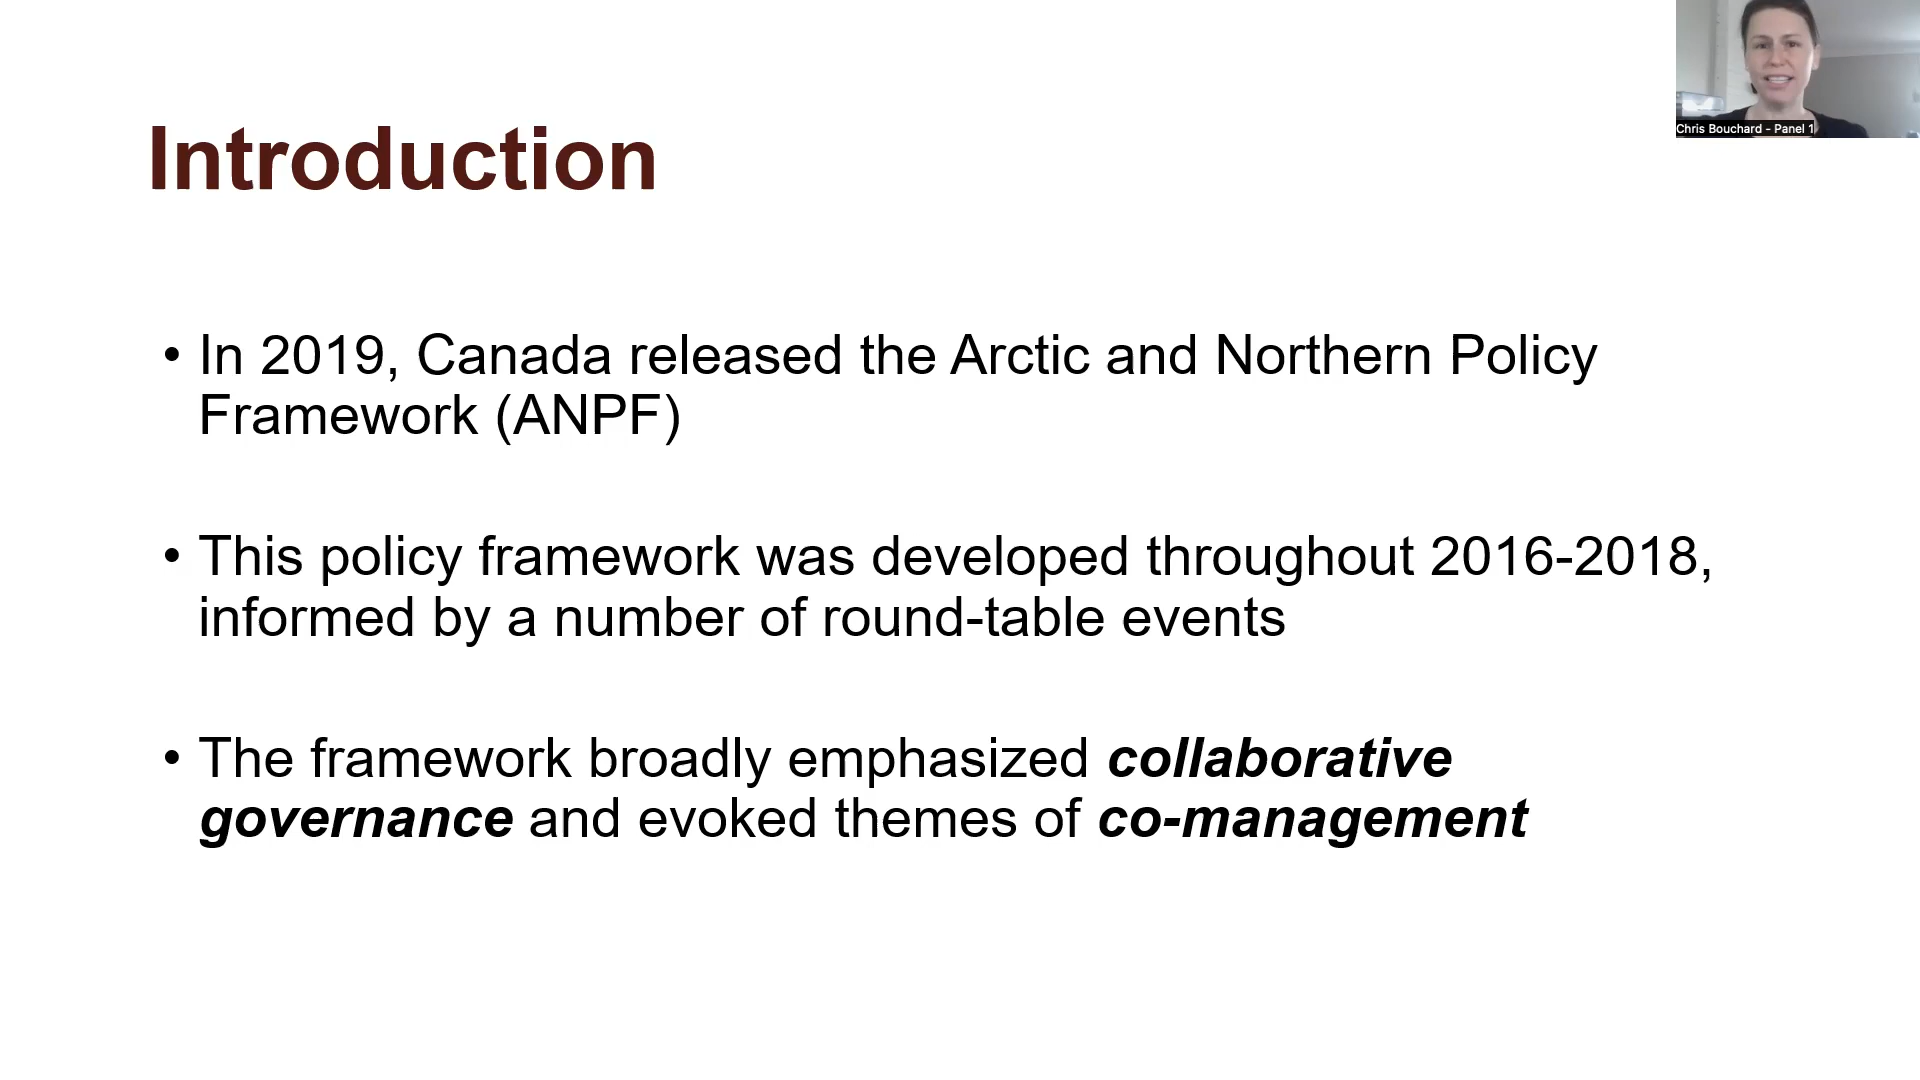 Chris Bouchard - Panel 1
Introduction
• In 2019, Canada released the Arctic and Northern Policy
Framework (ANPF)
• This policy framework was developed throughout 2016-2018,
informed by a number of round-table events
• The framework broadly emphasized collaborative
governance and evoked themes of co-management